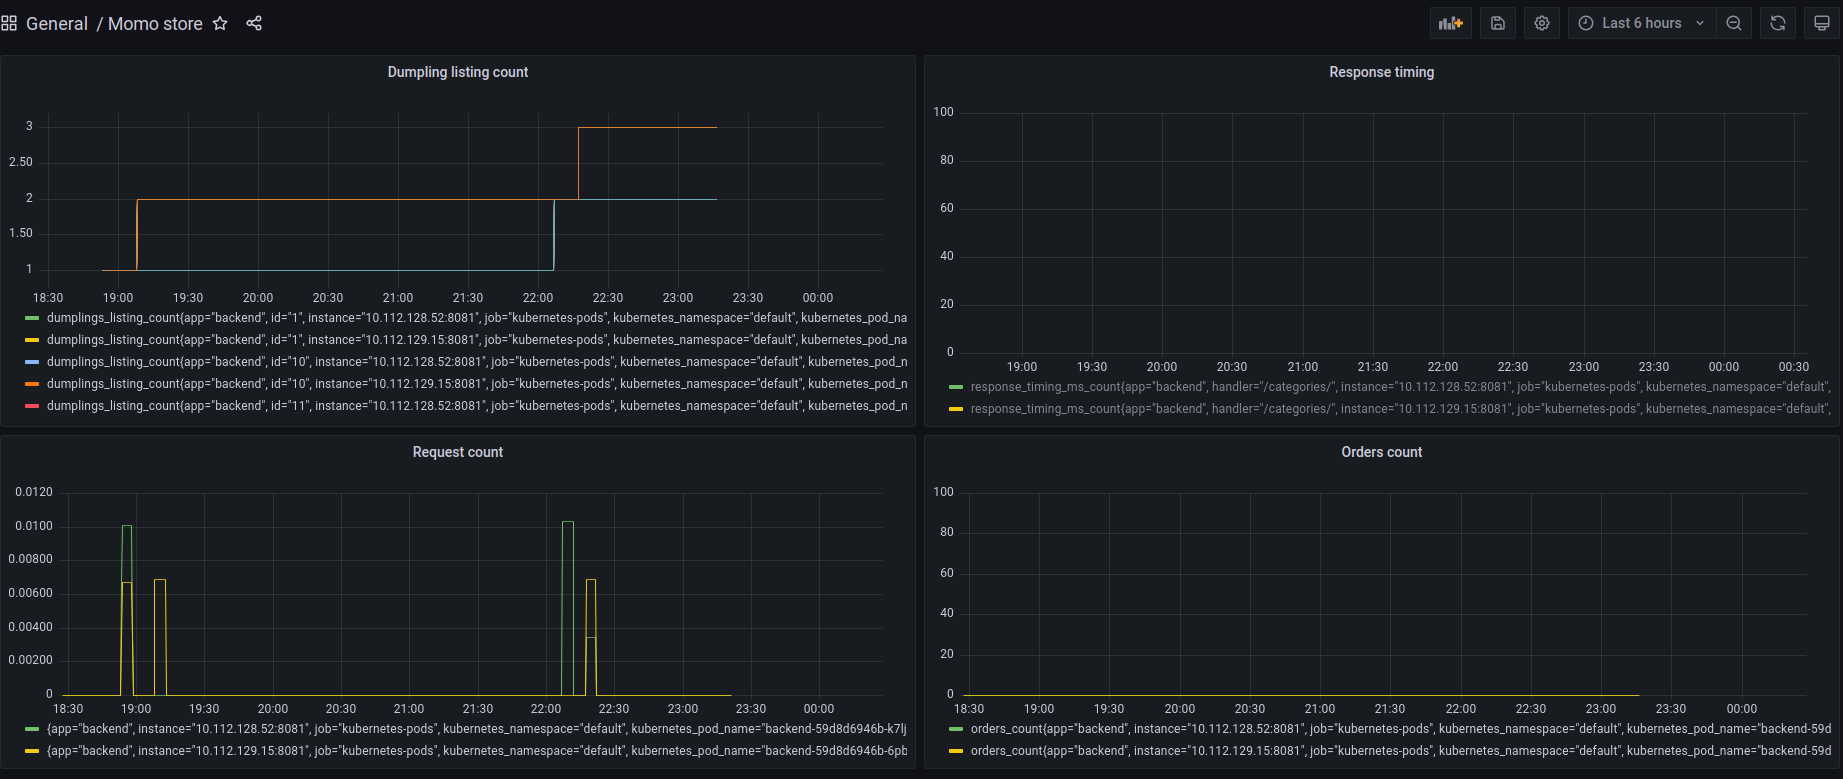 General / Momo store
Last 6 hours
Dumpling listing count
3
2.50
2
1.50
1
18:30 19:00 19:30 20:00 20:30 21:00 21:30 22:00 22:30 23:00 23:30 00:00
dumplings_listing_count{app="backend", id="1", instance="10.112.128.52:8081", job="kubernetes-pods", kubernetes_namespace="default", kubernetes_pod_na
dumplings_listing_count{app="backend", id="1", instance="10.112.129.15:8081", job="kubernetes-pods", kubernetes_namespace="default", kubernetes_pod_na
dumplings_listing_count{app="backend", id="10", instance="10.112.128.52:8081", job="kubernetes-pods", kubernetes_namespace="default", kubernetes_pod_n
dumplings_listing_count{app="backend", id="10", instance="10.112.129.15:8081", job="kubernetes-pods", kubernetes_namespace="default", kubernetes_pod_n
dumplings_listing_count{app="backend", id="11", instance="10.112.128.52:8081", job="kubernetes-pods", kubernetes_namespace="default", kubernetes_pod_n
Response timing
100
80
60
40
20
0
19:00 19:30 20:00 20:30 21:00 21:30 22:00 22:30 23:00 23:30 00:00 00:30
response_timing_ms_count{app="backend", handler="/categories/", instance="10.112.128.52:8081", job="kubernetes-pods", kubernetes_namespace="default",
response_timing_ms_count{app="backend", handler="/categories/", instance="10.112.129.15:8081", job="kubernetes-pods", kubernetes_namespace="default",
Request count
0.0120
0.0100
0.00800
0.00600
0.00400
0.00200
0
18:30 19:00 19:30 20:00 20:30 21:00 21:30 22:00 22:30 23:00 23:30 00:00
{app="backend", instance="10.112.128.52:8081", job="kubernetes-pods", kubernetes_namespace="default", kubernetes_pod_name="backend-59d8d6946b-k7lj
{app="backend", instance="10.112.129.15:8081", job="kubernetes-pods", kubernetes_namespace="default", kubernetes_pod_name="backend-59d8d6946b-6pb
Orders count
100
80
60
40
20
0
18:30 19:00 19:30 20:00 20:30 21:00 21:30 22:00 22:30 23:00 23:30 00:00
orders_count{app="backend", instance="10.112.128.52:8081", job="kubernetes-pods", kubernetes_namespace="default", kubernetes_pod_name="backend-59d
orders_count{app="backend", instance="10.112.129.15:8081", job="kubernetes-pods", kubernetes_namespace="default", kubernetes_pod_name="backend-59d